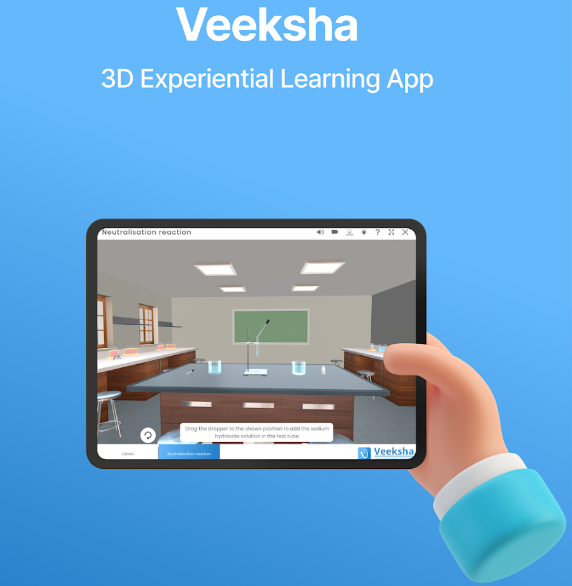 Veeksha
3D Experiential Learning App
Neutralisation reaction
?
Drag the dropper to the shown position to add the sodium
hydroxide solution in the test tube.
Neutralisation reaction
Veeksha